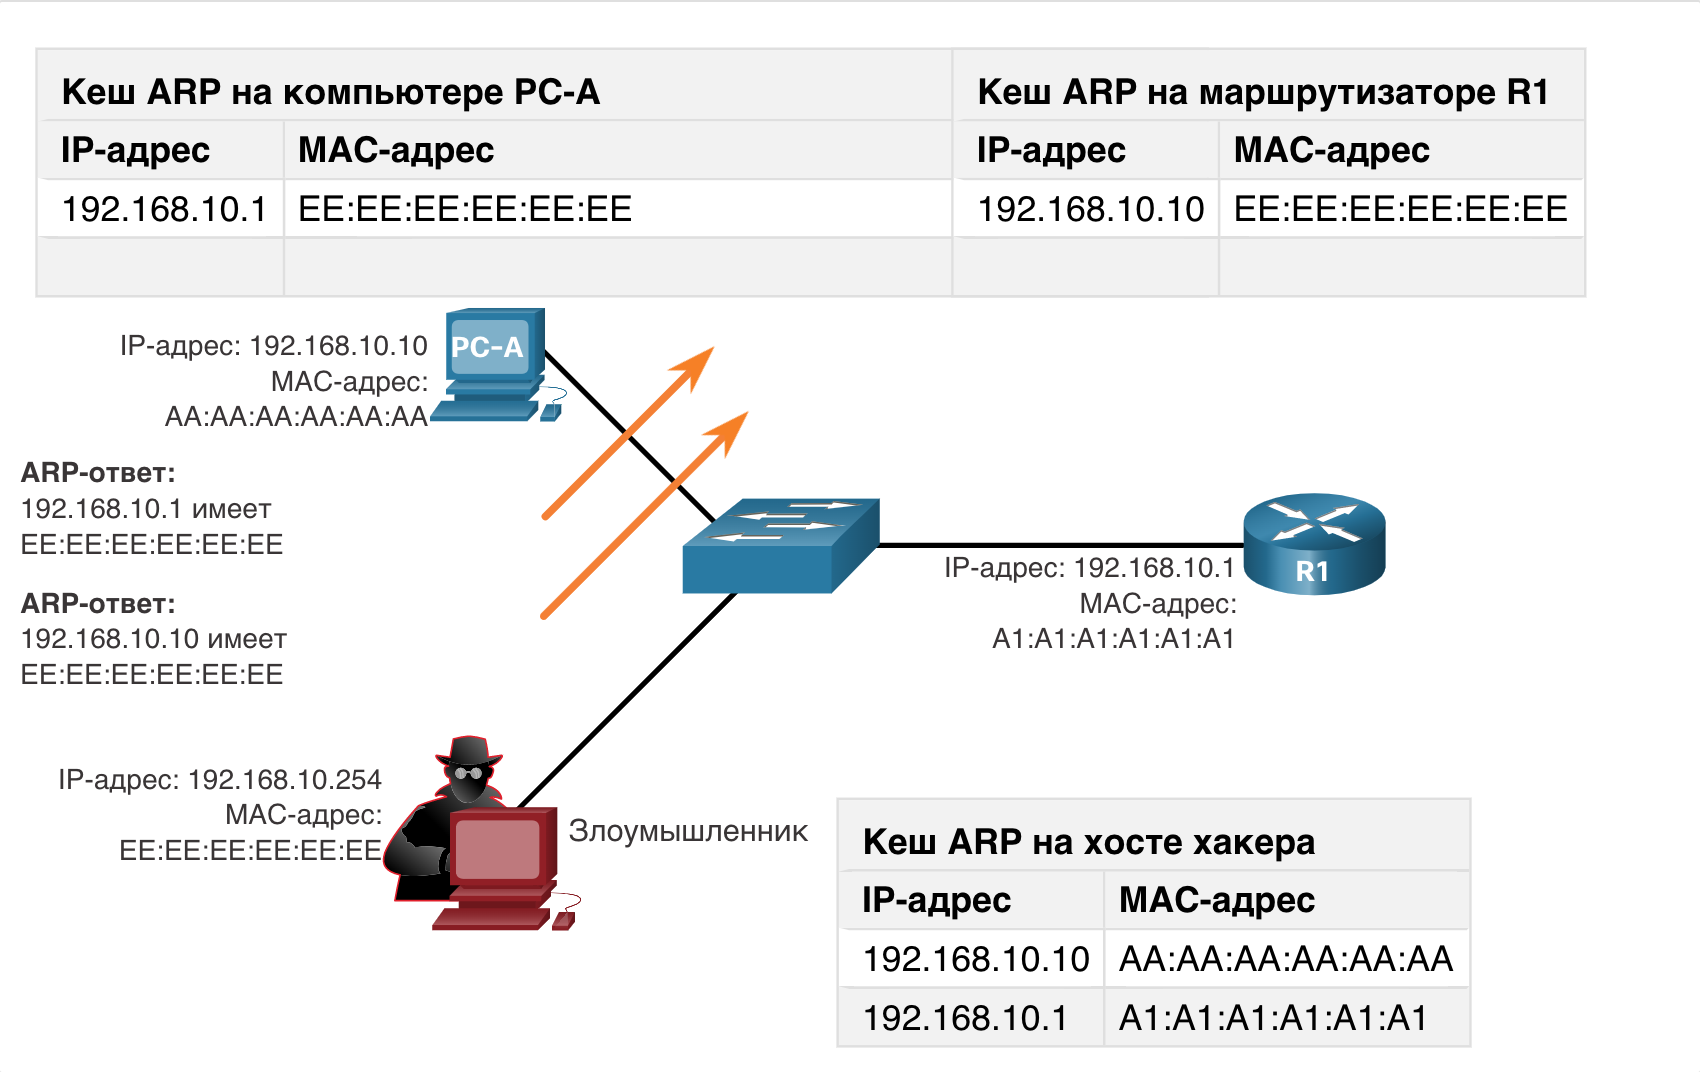 Кеш ARP на компьютере PC-A
Кеш ARP на маршрутизаторе R1
IP-адрес MAC-адрес
IP-адрес MAC-адрес
192.168.10.1 EE:EE:EE:EE:EE:EE
192.168.10.10 EE:EE:EE:EE:EE:EE
IP-адрес: 192.168.10.10
MAC-адрес:
AA:AA:AA:AA:AA:AA
PC-A
ARP-ответ:
192.168.10.1 имеет
EE:EE:EE:EE:EE:EE
ARP-ответ:
192.168.10.10 имеет
EE:EE:EE:EE:EE:EE
IP-адрес: 192.168.10.1
MAC-адрес:
A1:A1:A1:A1:A1:A1
R1
IP-адрес: 192.168.10.254
MAC-адрес:
EE:EE:EE:EE:EE:EE
Злоумышленник
Кеш ARP на хосте хакера
IP-адрес MAC-адрес
192.168.10.10 AA:AA:AA:AA:AA:AA
192.168.10.1 A1:A1:A1:A1:A1:A1